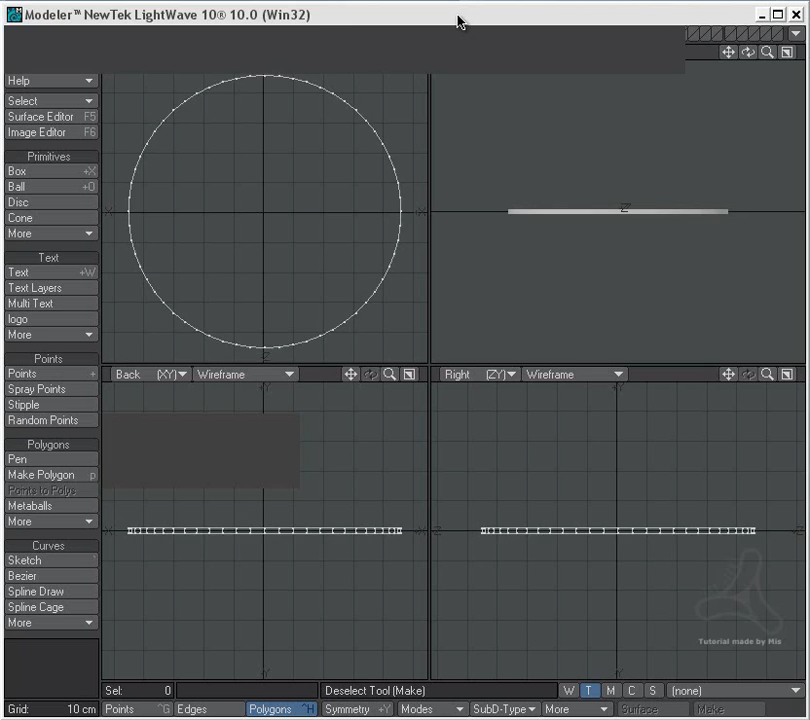 Modeler™ NewTek LightWave 10® 10.0 (Win32)
Help
Select
Surface Editor F5
Image Editor F6
Primitives
Box +X
Ball +O
Disc
Cone
More
Text
Text +W
Text Layers
Multi Text
logo
More
Points
Points +
Spray Points
Stipple
Random Points
Polygons
Pen
Make Polygon p
Points to Polys
Metaballs
More
Curves
Sketch `
Bezier
Spline Draw
Spline Cage
More
Back (XY) Wireframe
Right (ZY) Wireframe
Tutorial made by Mis
Sel: 0 Deselect Tool (Make) W T M C S (none)
Grid: 10 cm Points ^G Edges Polygons ^H Symmetry +Y Modes SubD-Type More Surface Make